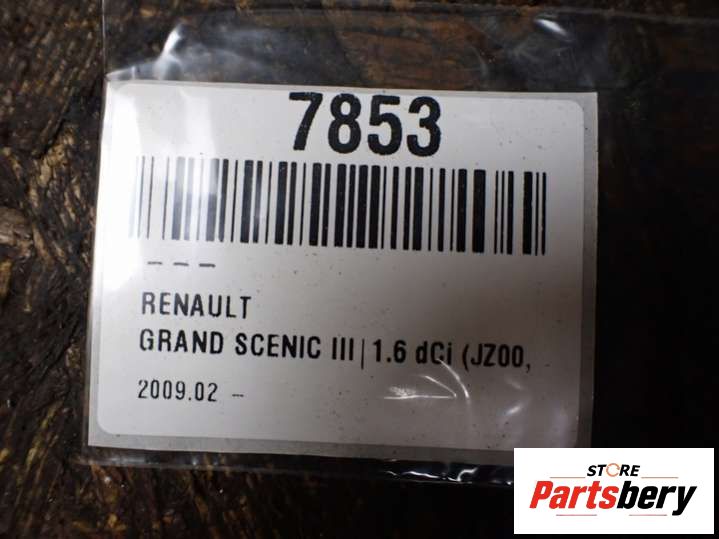 7853
- - -
RENAULT
GRAND SCENIC III | 1.6 dCi (JZ00,
2009.02 -
STORE
Partsbery